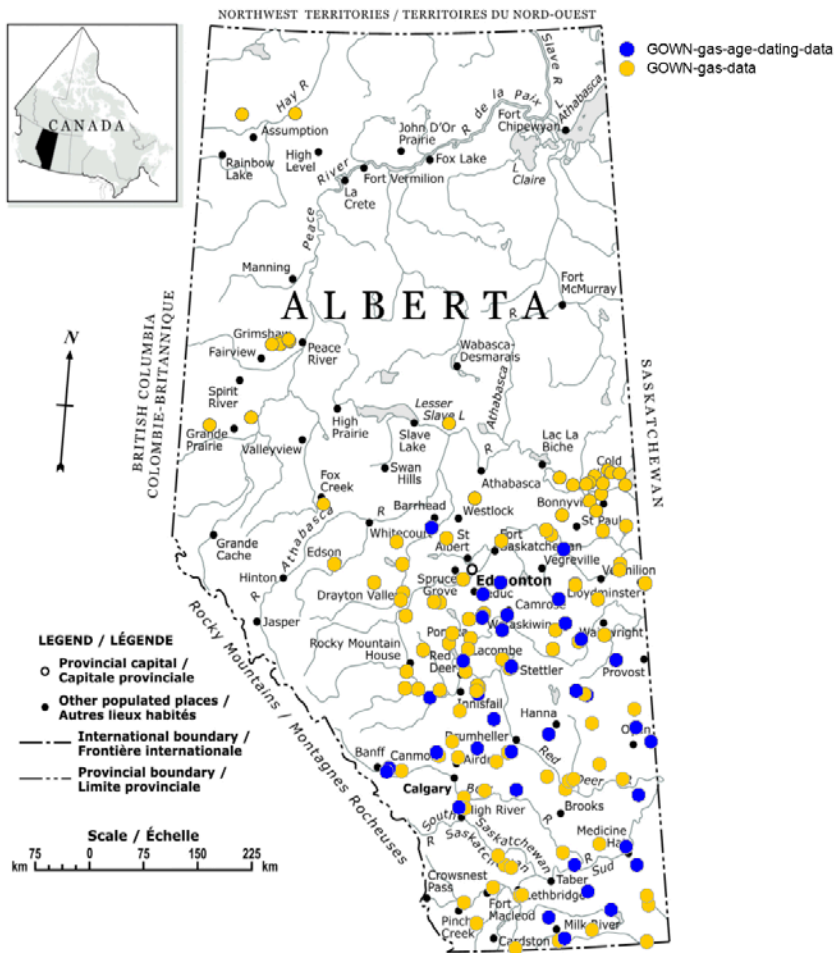 NORTHWEST TERRITORIES / TERRITOIRES DU NORD-OUEST
GOWN-gas-age-dating-data
GOWN-gas-data
CANADA
Slave R
Hay R
R de la Paix
L Athabasca
Assumption
John D'Or
Prairie
Fort
Chipewyan
Rainbow
Lake
High
Level
Fox Lake
L
Claire
River
Fort Vermilion
La
Crete
Peace
Manning
Fort
McMurray
ALBERTA
R
N
BRITISH COLUMBIA
COLOMBIE-BRITANNIQUE
SASKATCHEWAN
Grimshaw
Fairview
Peace
River
Wabasca-
Desmarais
Athabasca
Spirit
River
Lesser
Slave L
Grande
Prairie
High
Prairie
Slave
Lake
Lac La
Biche
Cold
Valleyview
R
Swan
Hills
Athabasca
Fox
Creek
Bonnyville
R
Barrhead
Westlock
St Paul
Grande
Cache
Athabasca
Whitecourt
St
Albert
Fort
Saskatchewan
Edson
Vegreville
Vermilion
Hinton
Spruce
Grove
Edmonton
Leduc
Lloydminster
R
Drayton Valley
Camrose
Jasper
Wetaskiwin
Wainwright
LEGEND / LÉGENDE
Provincial capital /
Capitale provinciale
Other populated places /
Autres lieux habités
International boundary /
Frontière internationale
Provincial boundary /
Limite provinciale
Rocky Mountains / Montagnes Rocheuses
Rocky Mountain
House
Ponoka
Lacombe
Red
Deer
Stettler
Provost
Innisfail
Hanna
Oyen
Drumheller
Red
Deer
Banff
Canmore
Airdrie
Calgary
Brooks
High River
R
Scale / Échelle
km 75 0 75 150 225 km
South
Saskatchewan
R
Saskatchewan
Sud
R
Medicine
Hat
Crowsnest
Pass
Taber
Lethbridge
Fort
Macleod
Pincher
Creek
Milk River
Cardston